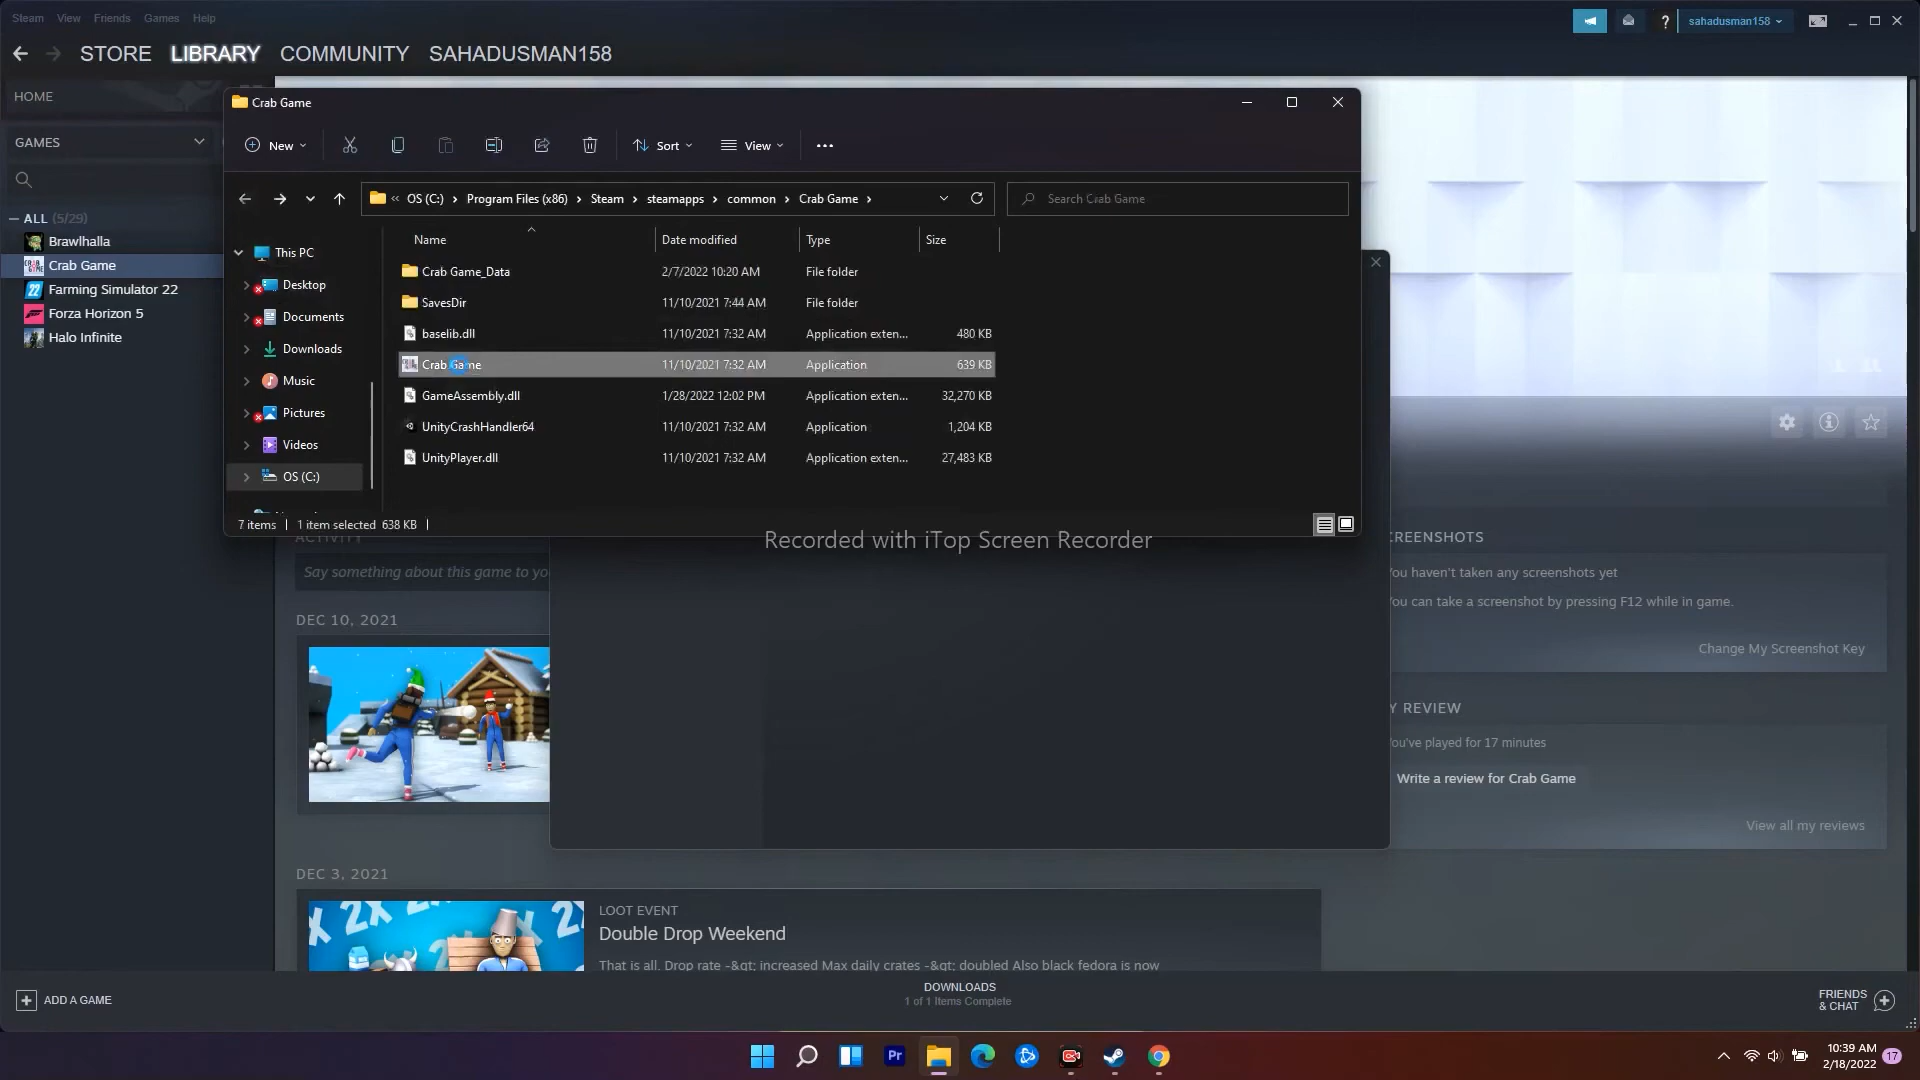 Steam View Friends Games Help
sahadusman158
STORE LIBRARY COMMUNITY SAHADUSMAN158
HOME
GAMES
ALL (5/29)
Brawlhalla
Crab Game
Farming Simulator 22
Forza Horizon 5
Halo Infinite
Crab Game
New Sort View
OS (C:) Program Files (x86) Steam steamapps common Crab Game
Search Crab Game
Name Date modified Type Size
This PC
Desktop
Documents
Downloads
Music
Pictures
Videos
OS (C:)
Crab Game_Data 2/7/2022 10:20 AM File folder
SavesDir 11/10/2021 7:44 AM File folder
baselib.dll 11/10/2021 7:32 AM Application exten... 480 KB
Crab Game 11/10/2021 7:32 AM Application 639 KB
GameAssembly.dll 1/28/2022 12:02 PM Application exten... 32,270 KB
UnityCrashHandler64 11/10/2021 7:32 AM Application 1,204 KB
UnityPlayer.dll 11/10/2021 7:32 AM Application exten... 27,483 KB
7 items 1 item selected 638 KB
Recorded with iTop Screen Recorder
ACTIVITY
Say something about this game to yo
DEC 10, 2021
DEC 3, 2021
2X 2X 2X
LOOT EVENT
Double Drop Weekend
That is all. Drop rate -&gt; increased Max daily crates -&gt; doubled Also black fedora is now
CREENSHOTS
You haven't taken any screenshots yet
You can take a screenshot by pressing F12 while in game.
Change My Screenshot Key
Y REVIEW
You've played for 17 minutes
Write a review for Crab Game
View all my reviews
ADD A GAME
DOWNLOADS
1 of 1 Items Complete
FRIENDS
& CHAT
Pr
10:39 AM
2/18/2022
17